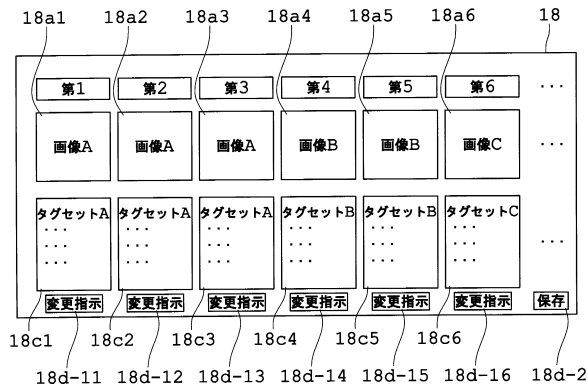 18a1 18a2 18a3 18a4 18a5 18a6 18
第1 第2 第3 第4 第5 第6 ...
画像A 画像A 画像A 画像B 画像B 画像C ...
タグセットA タグセットA タグセットA タグセットB タグセットB タグセットC
... ... ... ... ... ...
... ... ... ... ... ... ...
... ... ... ... ... ...
変更指示 変更指示 変更指示 変更指示 変更指示 変更指示 保存
18c1 18c2 18c3 18c4 18c5 18c6
18d-11 18d-12 18d-13 18d-14 18d-15 18d-16 18d-2